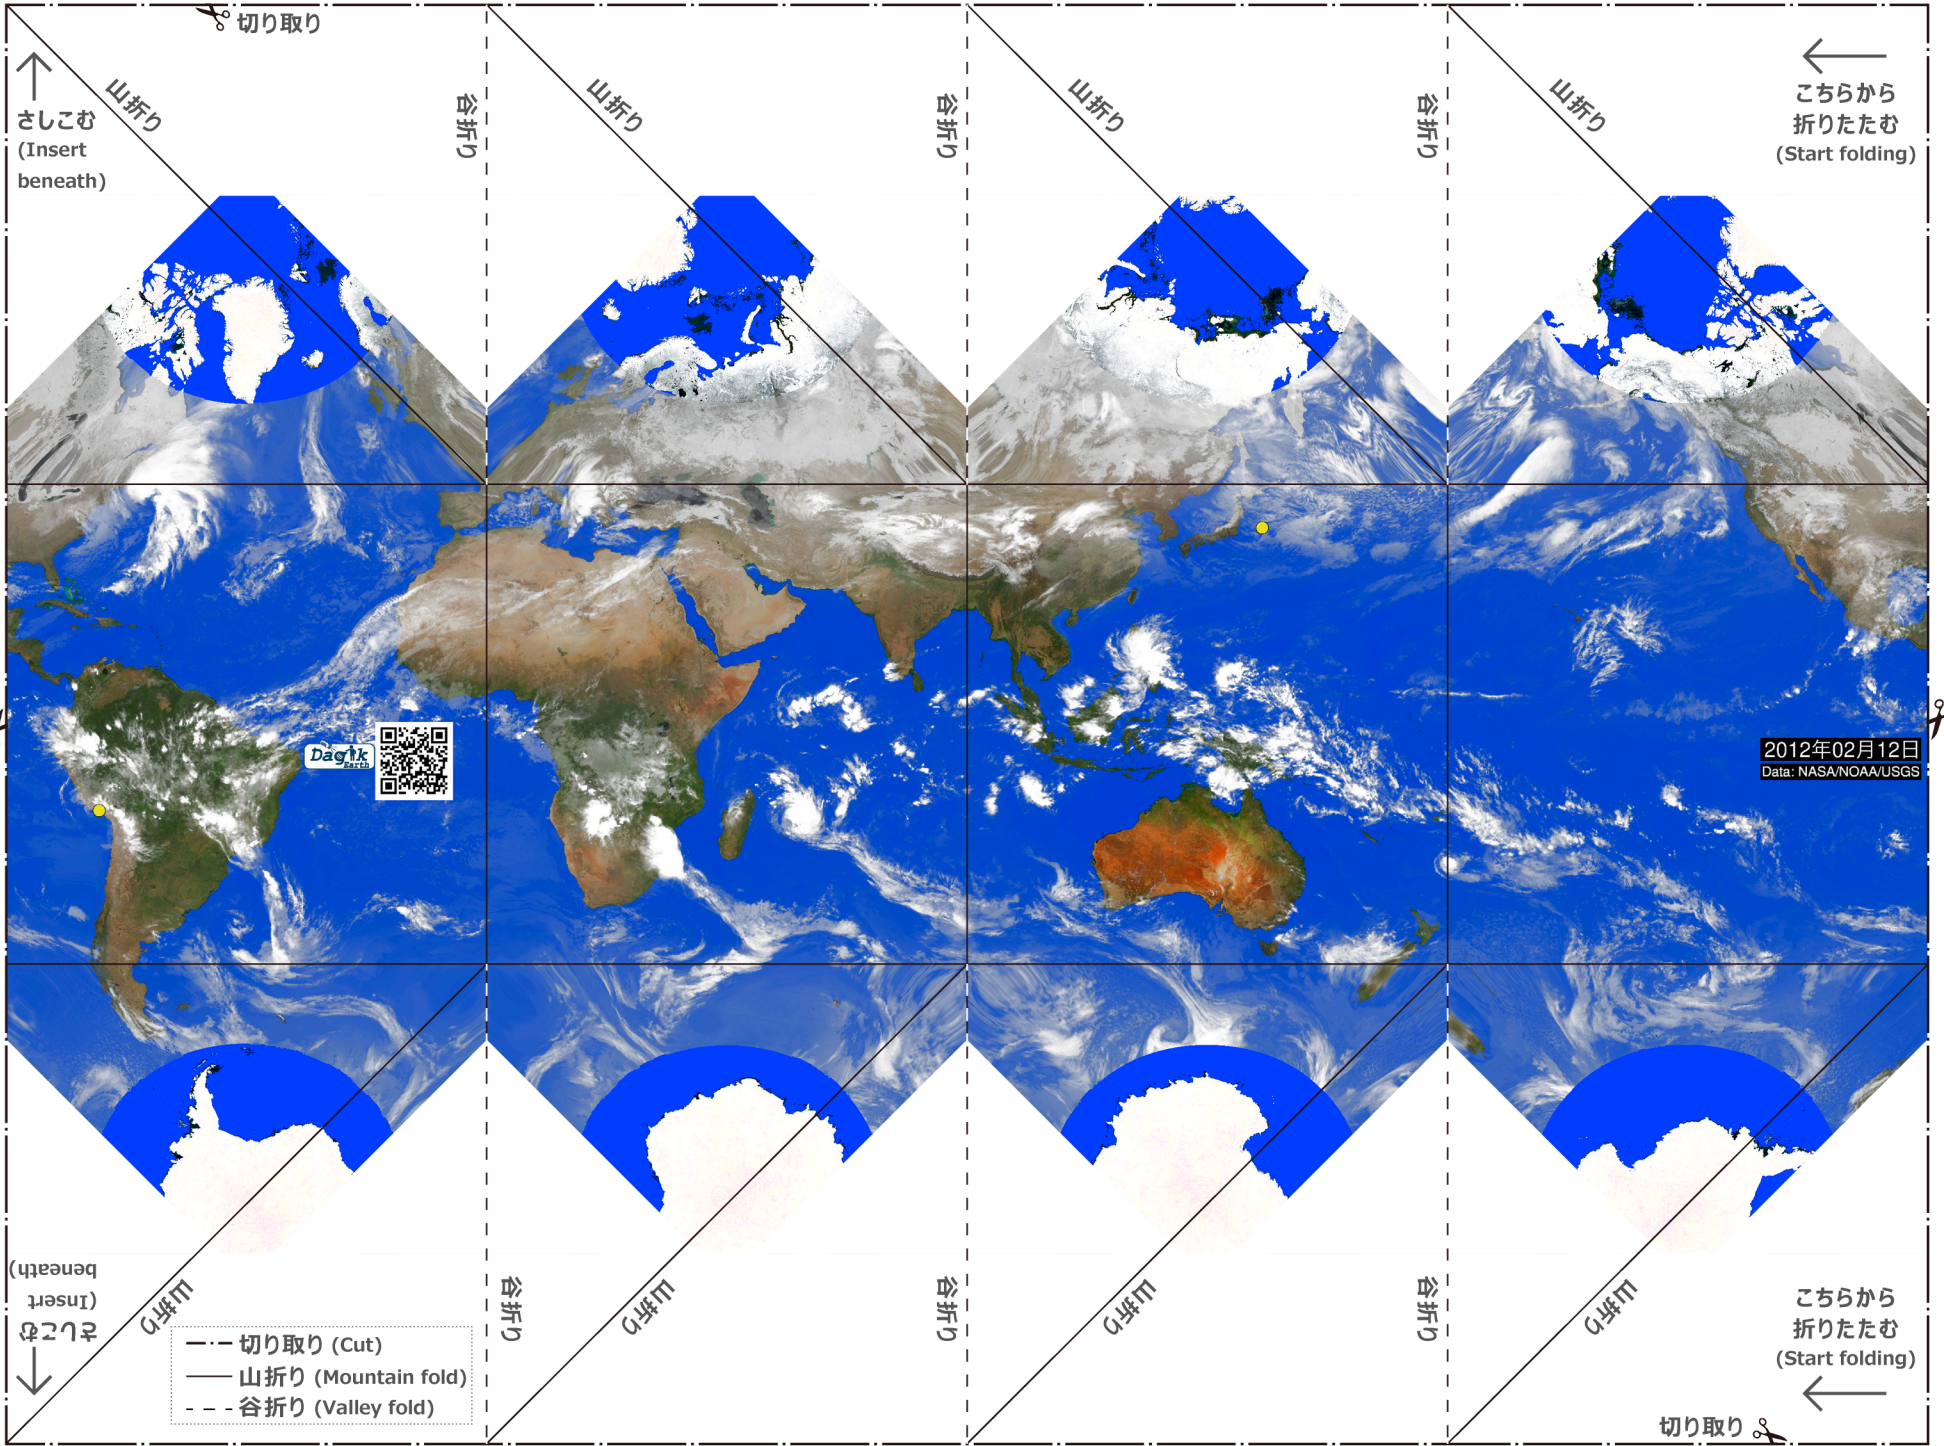 切り取り
山折り
谷折り
山折り
谷折り
山折り
谷折り
山折り
さしこむ
(Insert
beneath)
こちらから
折りたたむ
(Start folding)
Dagik
Earth
2012年02月12日
Data: NASA/NOAA/USGS
さしこむ
(Insert
beneath)
山折り
谷折り
山折り
谷折り
山折り
谷折り
山折り
こちらから
折りたたむ
(Start folding)
切り取り (Cut)
山折り (Mountain fold)
谷折り (Valley fold)
切り取り